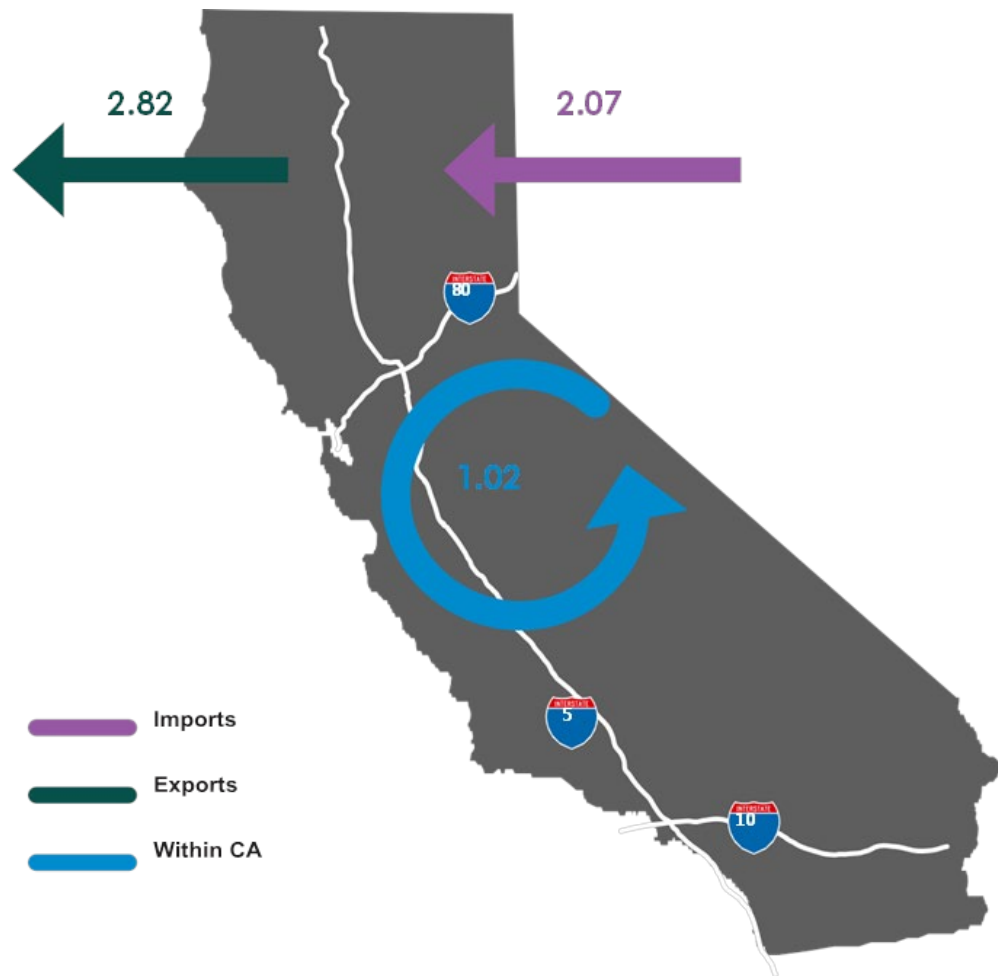 2.82
2.07
INTERSTATE
80
1.02
INTERSTATE
5
Imports
Exports
INTERSTATE
10
Within CA